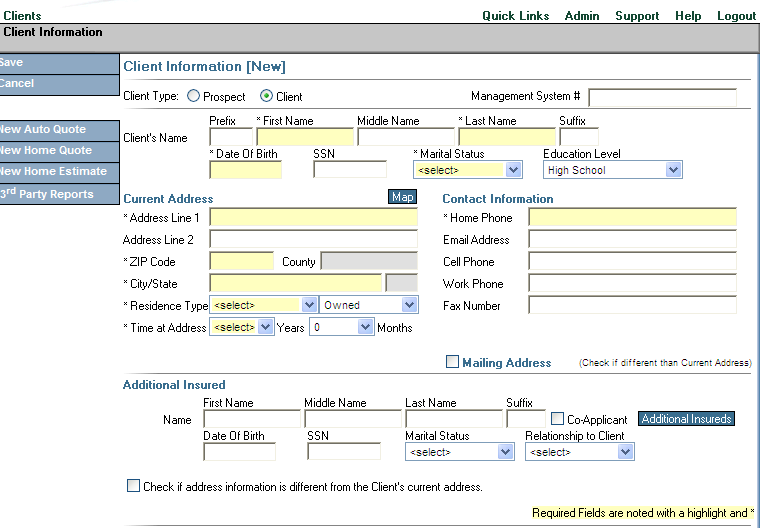 Clients Quick Links Admin Support Help Logout
Client Information
Save
Cancel
New Auto Quote
New Home Quote
New Home Estimate
3rd Party Reports
Client Information [New]
Client Type: Prospect Client Management System #
Prefix * First Name Middle Name * Last Name Suffix
Client's Name
* Date Of Birth SSN * Marital Status Education Level
<select> High School
Current Address Map Contact Information
* Address Line 1 * Home Phone
Address Line 2 Email Address
* ZIP Code County Cell Phone
* City/State Work Phone
* Residence Type <select> Owned Fax Number
* Time at Address <select> Years 0 Months
Mailing Address (Check if different than Current Address)
Additional Insured
First Name Middle Name Last Name Suffix
Name Co-Applicant Additional Insureds
Date Of Birth SSN Marital Status Relationship to Client
<select> <select>
Check if address information is different from the Client's current address.
Required Fields are noted with a highlight and *